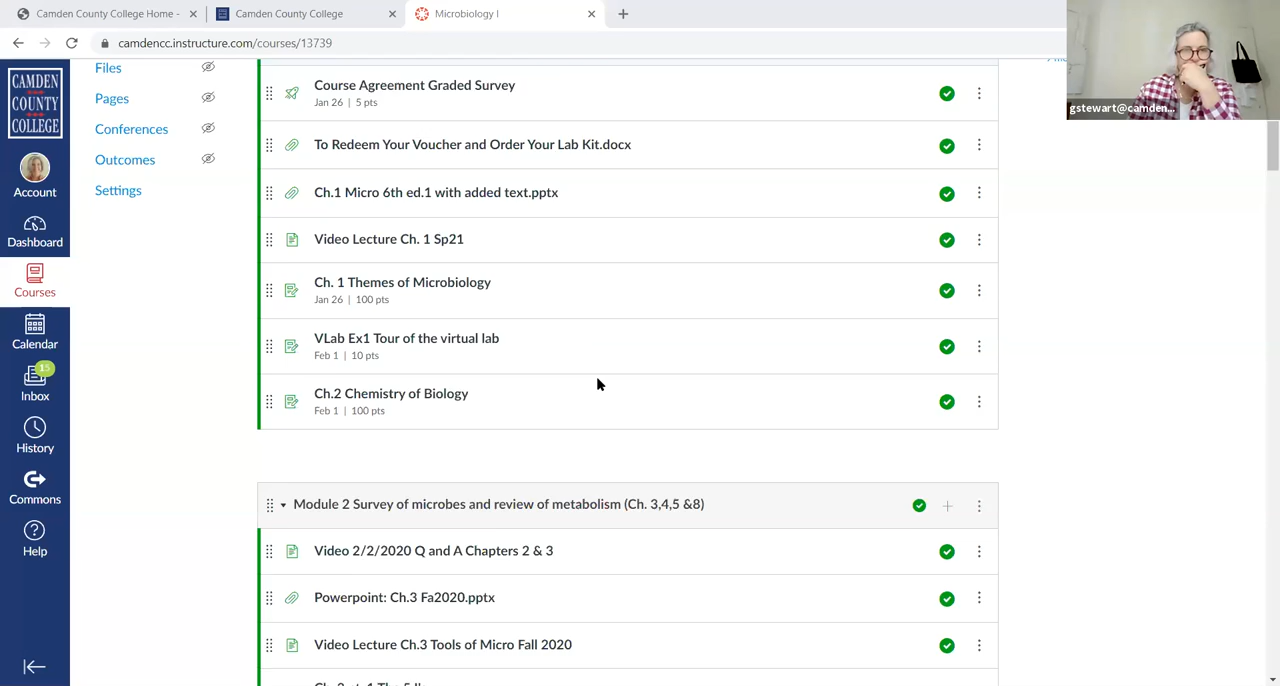 Camden County College Home -
Camden County College
Microbiology I
camdencc.instructure.com/courses/13739
gstewart@camden...
CAMDEN
COUNTY
COLLEGE
Account
Dashboard
Courses
Calendar
15
Inbox
History
Commons
Help
Files
Pages
Conferences
Outcomes
Settings
Course Agreement Graded Survey
Jan 26 | 5 pts
To Redeem Your Voucher and Order Your Lab Kit.docx
Ch.1 Micro 6th ed.1 with added text.pptx
Video Lecture Ch. 1 Sp21
Ch. 1 Themes of Microbiology
Jan 26 | 100 pts
VLab Ex1 Tour of the virtual lab
Feb 1 | 10 pts
Ch.2 Chemistry of Biology
Feb 1 | 100 pts
Module 2 Survey of microbes and review of metabolism (Ch. 3,4,5 &8)
Video 2/2/2020 Q and A Chapters 2 & 3
Powerpoint: Ch.3 Fa2020.pptx
Video Lecture Ch.3 Tools of Micro Fall 2020